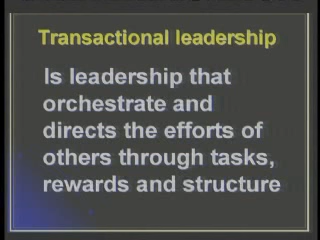 Transactional leadership
Is leadership that
orchestrate and
directs the efforts of
others through tasks,
rewards and structure